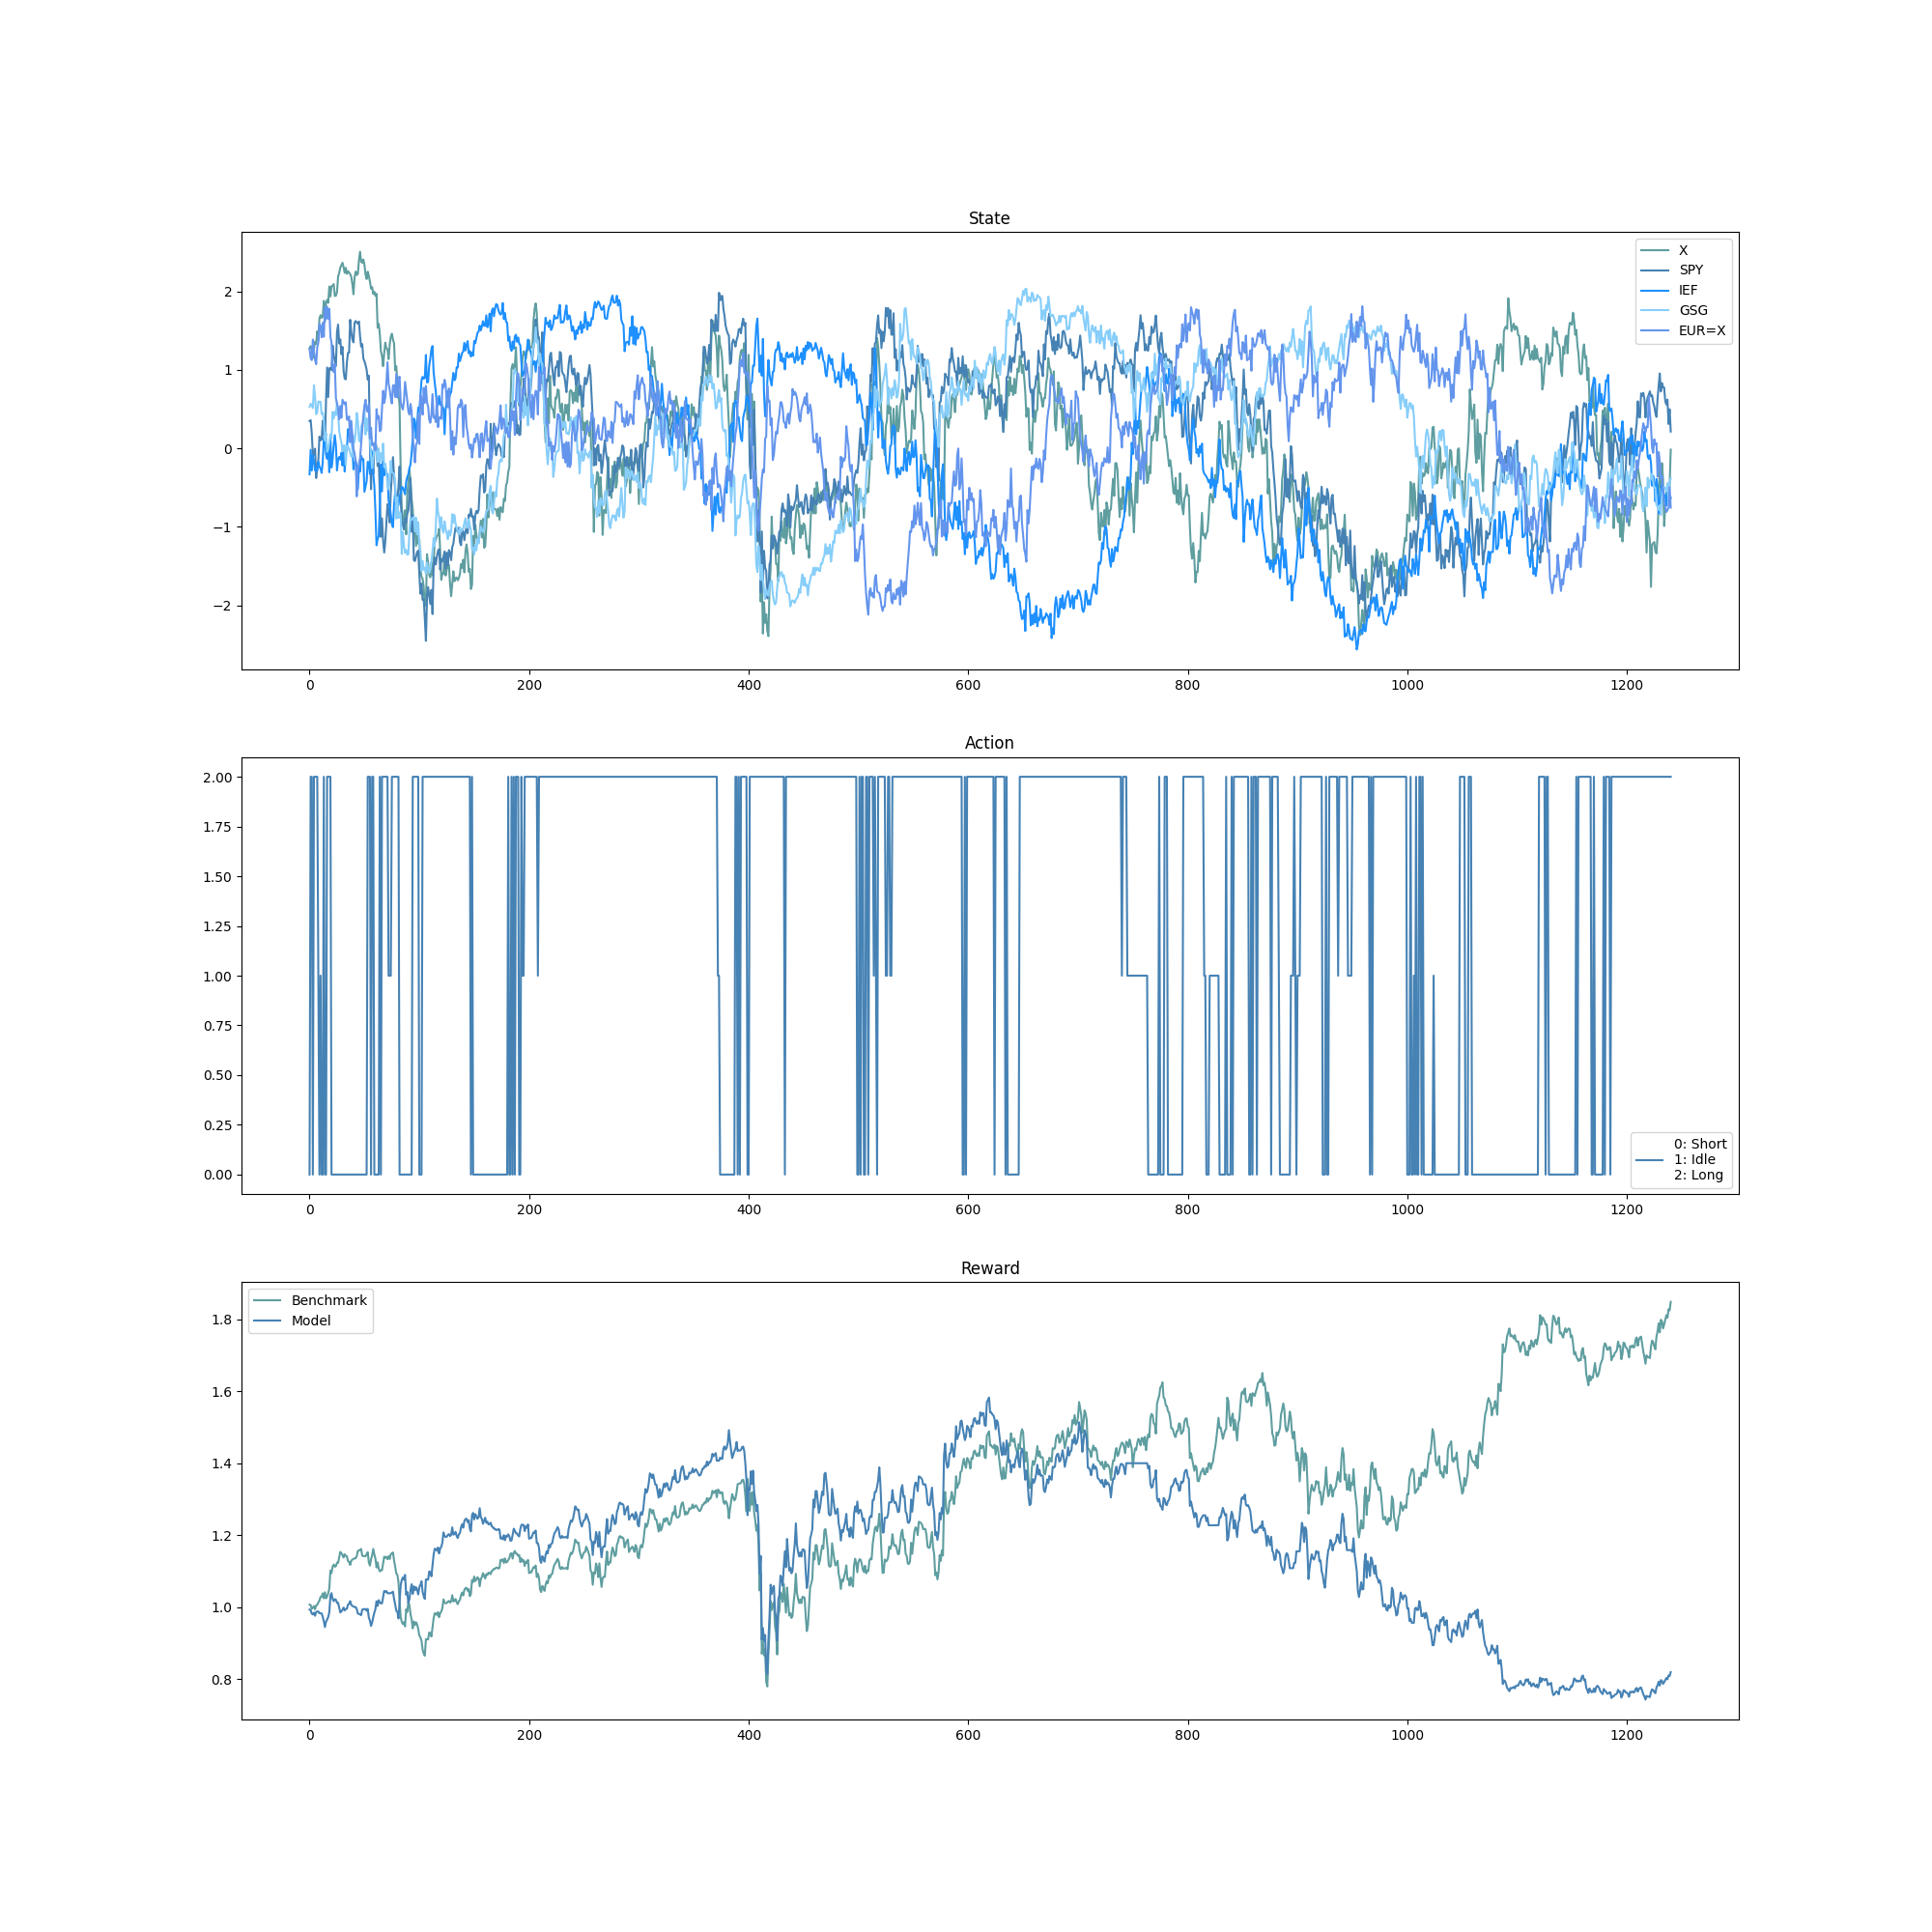 State
2
1
0
−1
−2
X
SPY
IEF
GSG
EUR=X
0 200 400 600 800 1000 1200
Action
2.00
1.75
1.50
1.25
1.00
0.75
0.50
0.25
0.00
0: Short
1: Idle
2: Long
0 200 400 600 800 1000 1200
Reward
Benchmark
Model
1.8
1.6
1.4
1.2
1.0
0.8
0 200 400 600 800 1000 1200